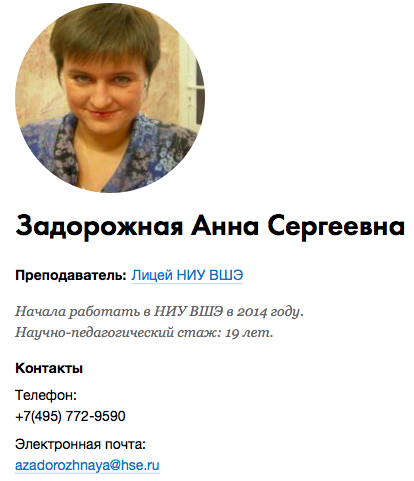 Задорожная Анна Сергеевна
Преподаватель: Лицей НИУ ВШЭ
Начала работать в НИУ ВШЭ в 2014 году.
Научно-педагогический стаж: 19 лет.
Контакты
Телефон:
+7(495) 772-9590
Электронная почта:
azadorozhnaya@hse.ru